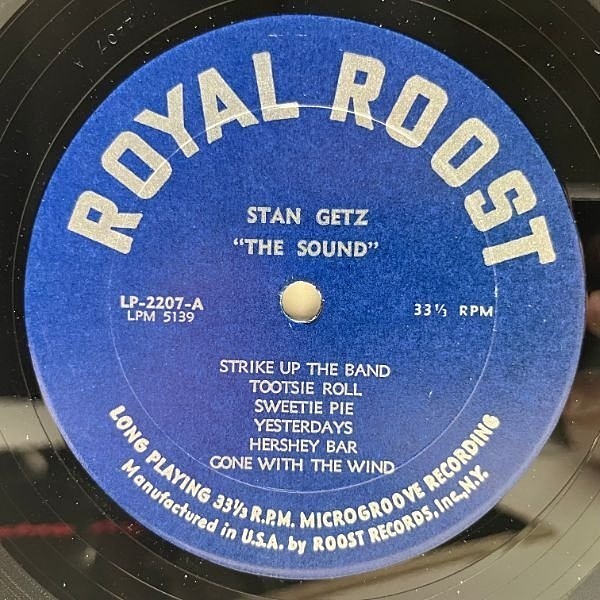 ROYAL ROOST
STAN GETZ
"THE SOUND"
LP-2207-A
LPM 5139
33⅓ RPM
STRIKE UP THE BAND
TOOTSIE ROLL
SWEETIE PIE
YESTERDAYS
HERSHEY BAR
GONE WITH THE WIND
LONG PLAYING 33⅓ R.P.M. MICROGROOVE RECORDING
Manufactured in U.S.A. by ROOST RECORDS, Inc., N.Y.